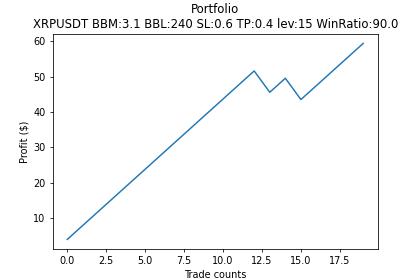 Portfolio
XRPUSDT BBM:3.1 BBL:240 SL:0.6 TP:0.4 lev:15 WinRatio:90.0
60
50
40
30
20
10
Profit ($)
0.0 2.5 5.0 7.5 10.0 12.5 15.0 17.5
Trade counts